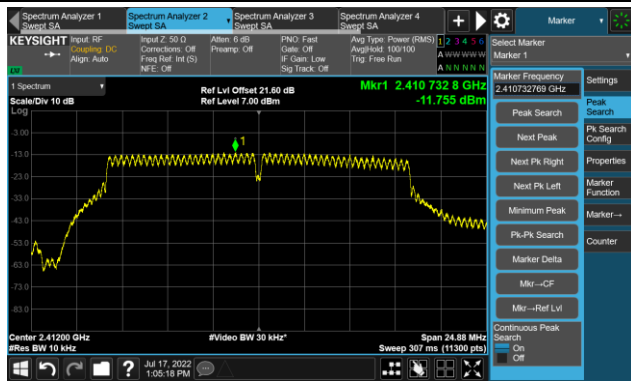 Spectrum Analyzer 1
Swept SA
Spectrum Analyzer 2
Swept SA
Spectrum Analyzer 3
Swept SA
Spectrum Analyzer 4
Swept SA
+
Marker
KEYSIGHT
Input: RF
Coupling: DC
Align: Auto
Input Z: 50 Ω
Corrections: Off
Freq Ref: Int (S)
NFE: Off
Atten: 6 dB
Preamp: Off
PNO: Fast
Gate: Off
IF Gain: Low
Sig Track: Off
Avg Type: Power (RMS)
Avg|Hold: 100/100
Trig: Free Run
1 2 3 4 5 6
A W W W W W
A N N N N N
Select Marker
Marker 1
1 Spectrum
Scale/Div 10 dB
Log
Ref Lvl Offset 21.60 dB
Ref Level 7.00 dBm
Mkr1 2.410 732 8 GHz
-11.755 dBm
1
-3.00
-13.0
-23.0
-33.0
-43.0
-53.0
-63.0
-73.0
-83.0
Center 2.41200 GHz
#Res BW 10 kHz
#Video BW 30 kHz*
Span 24.88 MHz
Sweep 307 ms (11300 pts)
Marker Frequency
2.410732769 GHz
Peak Search
Next Peak
Next Pk Right
Next Pk Left
Minimum Peak
Pk-Pk Search
Marker Delta
Mkr→CF
Mkr→Ref Lvl
Continuous Peak
Search
On
Off
Settings
Peak
Search
Pk Search
Config
Properties
Marker
Function
Marker→
Counter
?
Jul 17, 2022
1:05:18 PM